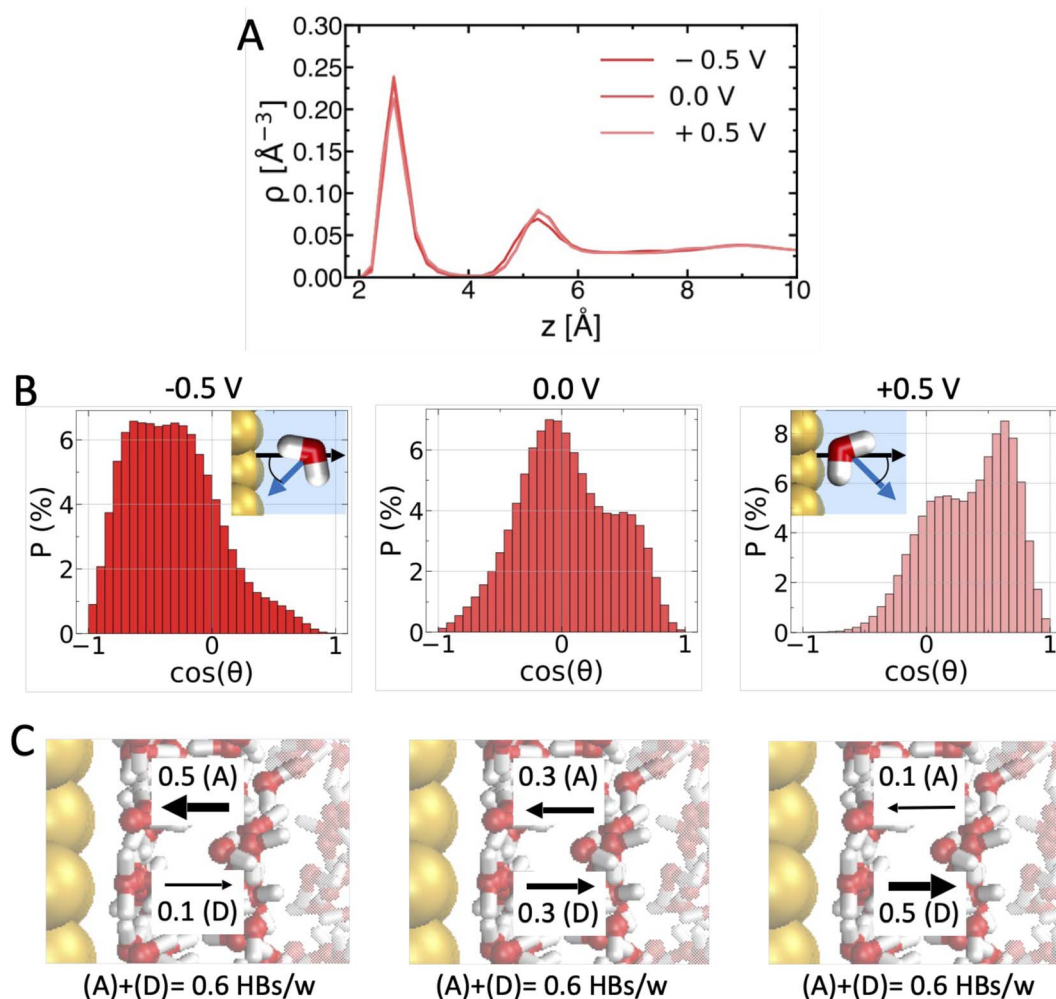 A
0.30
0.25
0.20
0.15
0.10
0.05
0.00
ρ [Å⁻³]
− 0.5 V
0.0 V
+ 0.5 V
2 4 6 8 10
z [Å]
B
-0.5 V 0.0 V +0.5 V
6
4
2
0
P (%)
−1 0 1
cos(θ)
6
4
2
0
P (%)
−1 0 1
cos(θ)
8
6
4
2
0
P (%)
−1 0 1
cos(θ)
C
0.5 (A)
0.1 (D)
(A)+(D)= 0.6 HBs/w
0.3 (A)
0.3 (D)
(A)+(D)= 0.6 HBs/w
0.1 (A)
0.5 (D)
(A)+(D)= 0.6 HBs/w